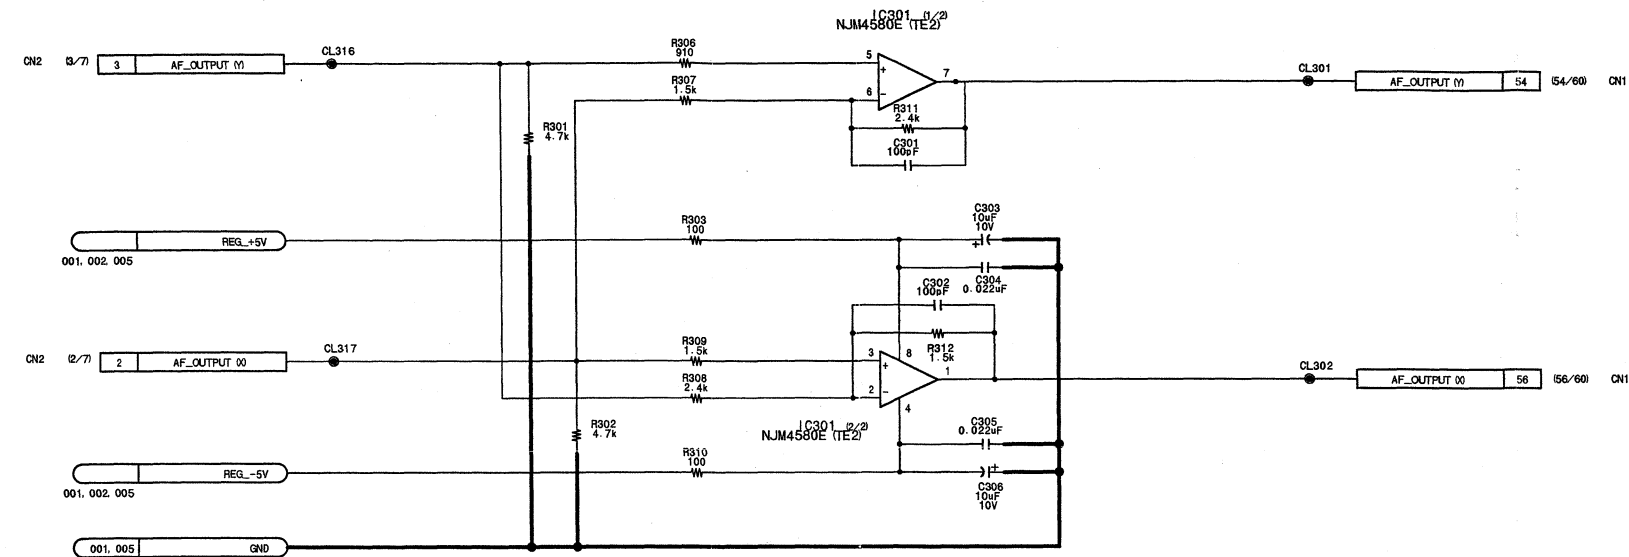 IC301 (1/2)
NJM4580E (TE2)
CN2 (3/7) 3 AF_OUTPUT (Y)
CL316
R306
910
5
+
7
R307
1.5k
6
−
CL301
AF_OUTPUT (Y) 54 (54/60) CN1
R311
2.4k
R301
4.7k
C301
100pF
REG_+5V
001, 002, 005
R303
100
C303
10uF
10V
+
C304
0.022uF
C302
100pF
CN2 (2/7) 2 AF_OUTPUT (X)
CL317
R309
1.5k
3
+
8
R312
1.5k
1
R308
2.4k
2
−
4
CL302
AF_OUTPUT (X) 56 (56/60) CN1
R302
4.7k
IC301 (2/2)
NJM4580E (TE2)
C305
0.022uF
REG_-5V
001, 002, 005
R310
100
+
C306
10uF
10V
001, 005 GND